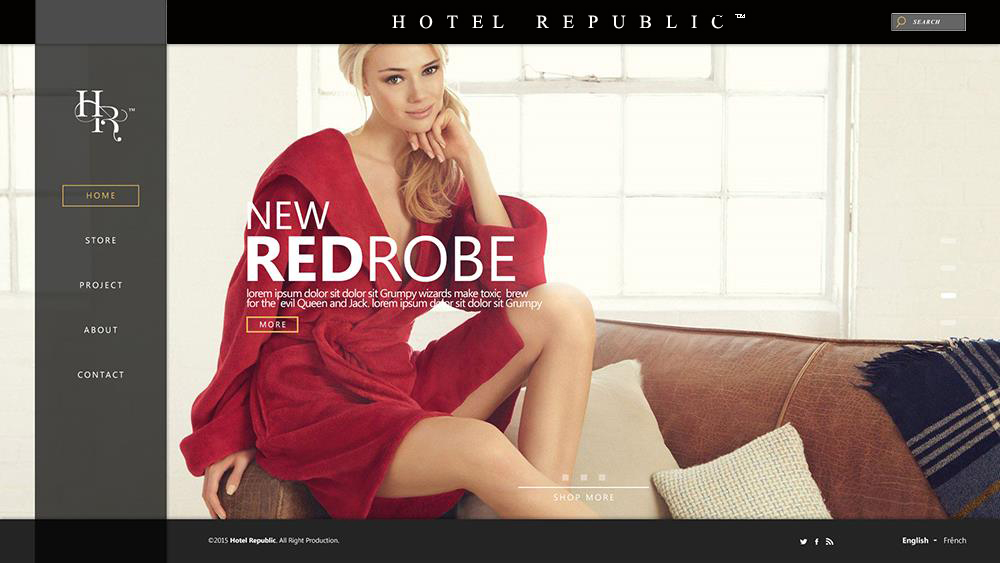 HOTEL REPUBLIC™
SEARCH
HR™
HOME
STORE
PROJECT
ABOUT
CONTACT
NEW
REDROBE
lorem ipsum dolor sit dolor sit Grumpy wizards make toxic brew
for the evil Queen and Jack. lorem ipsum dolor sit dolor sit Grumpy
MORE
SHOP MORE
©2015 Hotel Republic. All Right Production.
English - Frênch